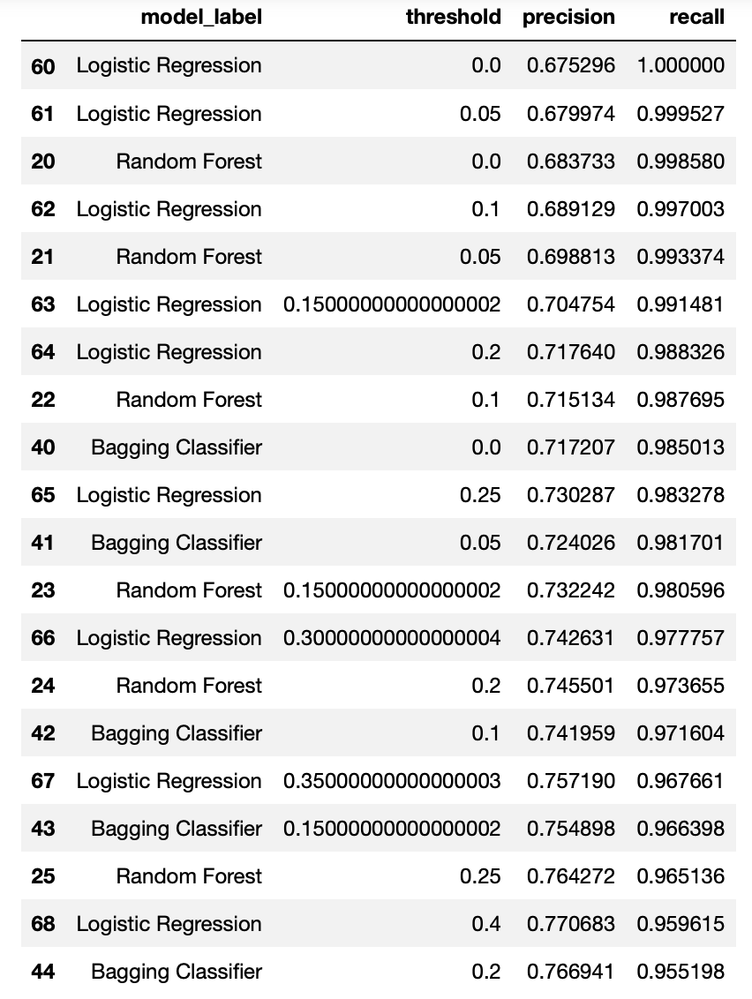 model_label threshold precision recall
60 Logistic Regression 0.0 0.675296 1.000000
61 Logistic Regression 0.05 0.679974 0.999527
20 Random Forest 0.0 0.683733 0.998580
62 Logistic Regression 0.1 0.689129 0.997003
21 Random Forest 0.05 0.698813 0.993374
63 Logistic Regression 0.15000000000000002 0.704754 0.991481
64 Logistic Regression 0.2 0.717640 0.988326
22 Random Forest 0.1 0.715134 0.987695
40 Bagging Classifier 0.0 0.717207 0.985013
65 Logistic Regression 0.25 0.730287 0.983278
41 Bagging Classifier 0.05 0.724026 0.981701
23 Random Forest 0.15000000000000002 0.732242 0.980596
66 Logistic Regression 0.30000000000000004 0.742631 0.977757
24 Random Forest 0.2 0.745501 0.973655
42 Bagging Classifier 0.1 0.741959 0.971604
67 Logistic Regression 0.35000000000000003 0.757190 0.967661
43 Bagging Classifier 0.15000000000000002 0.754898 0.966398
25 Random Forest 0.25 0.764272 0.965136
68 Logistic Regression 0.4 0.770683 0.959615
44 Bagging Classifier 0.2 0.766941 0.955198